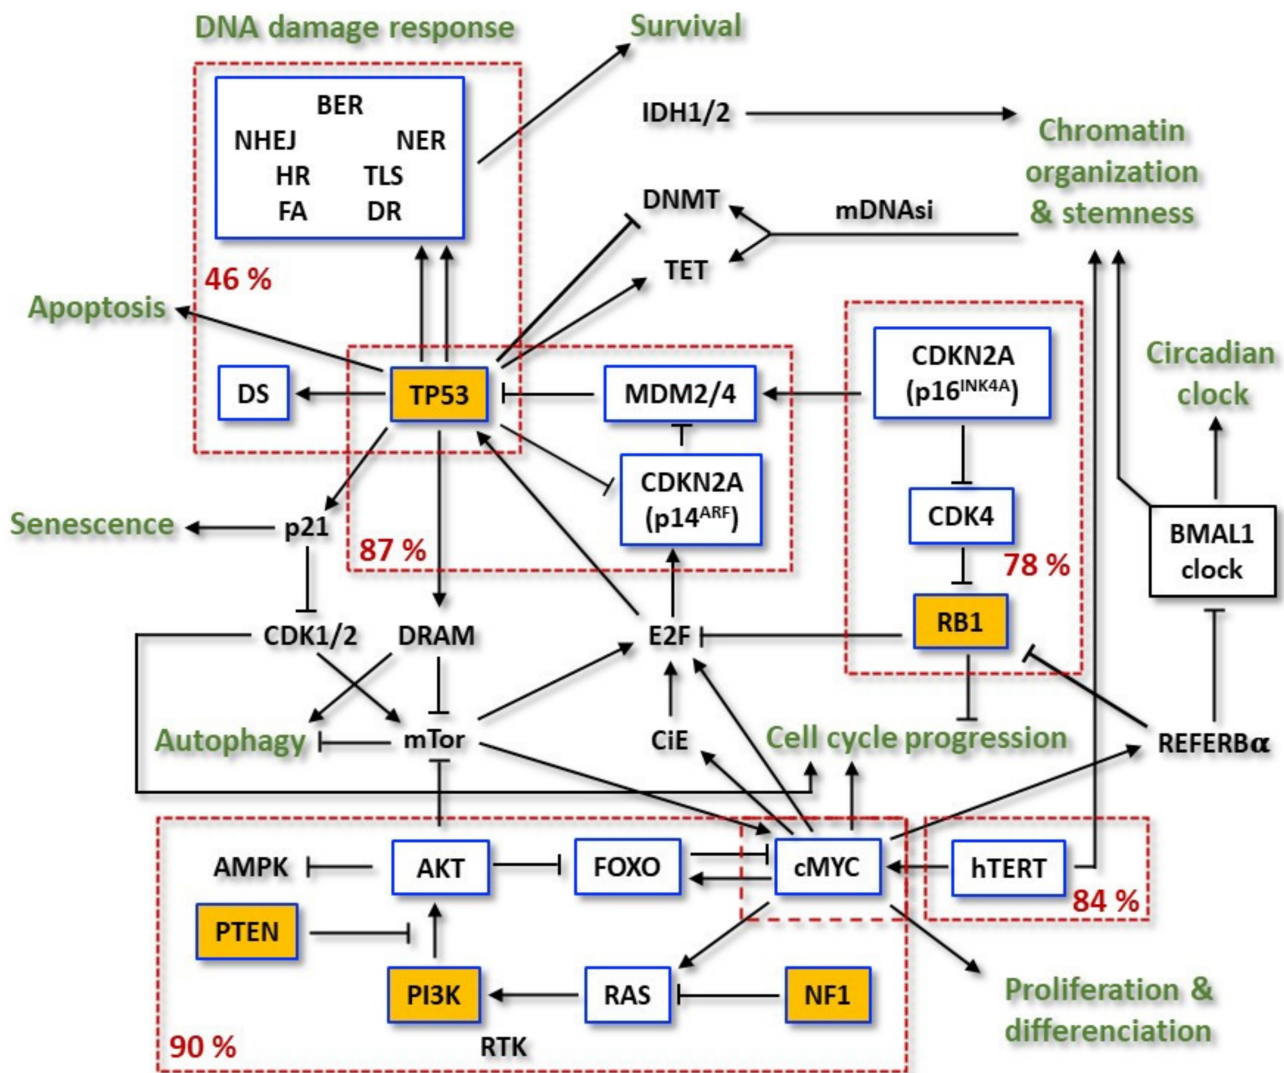 DNA damage response
Survival
BER
NHEJ NER
HR TLS
FA DR
IDH1/2
Chromatin
organization
& stemness
DNMT
mDNAsi
TET
46 %
Apoptosis
DS
TP53
MDM2/4
CDKN2A
(p16INK4A)
Circadian
clock
CDKN2A
(p14ARF)
CDK4
Senescence
p21
87 %
78 %
BMAL1
clock
CDK1/2
DRAM
E2F
RB1
Autophagy
mTor
CiE
Cell cycle progression
REFERBα
AMPK
AKT
FOXO
cMYC
hTERT
84 %
PTEN
PI3K
RAS
NF1
Proliferation &
differenciation
90 %
RTK